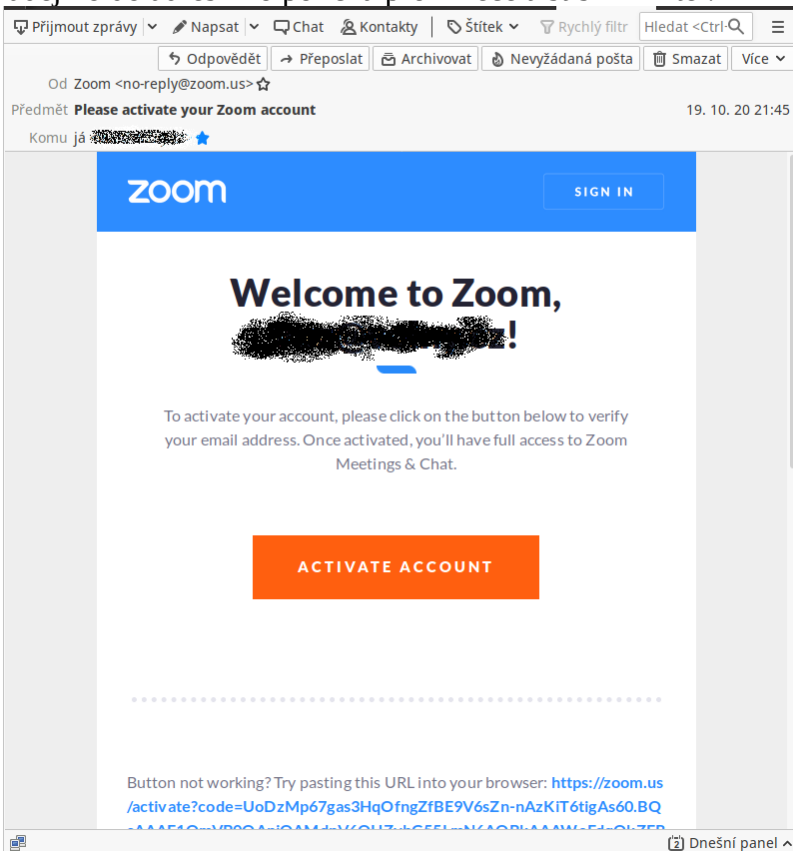 Přijmout zprávy Napsat Chat Kontakty Štítek Rychlý filtr Hledat <Ctrl-
Odpovědět Přeposlat Archivovat Nevyžádaná pošta Smazat Více
Od Zoom <no-reply@zoom.us>
Předmět Please activate your Zoom account 19. 10. 20 21:45
Komu já
zoom SIGN IN
Welcome to Zoom,
!
To activate your account, please click on the button below to verify
your email address. Once activated, you'll have full access to Zoom
Meetings & Chat.
ACTIVATE ACCOUNT
Button not working? Try pasting this URL into your browser: https://zoom.us
/activate?code=UoDzMp67gas3HqOfngZfBE9V6sZn-nAzKiT6tigAs60.BQ
2 Dnešní panel